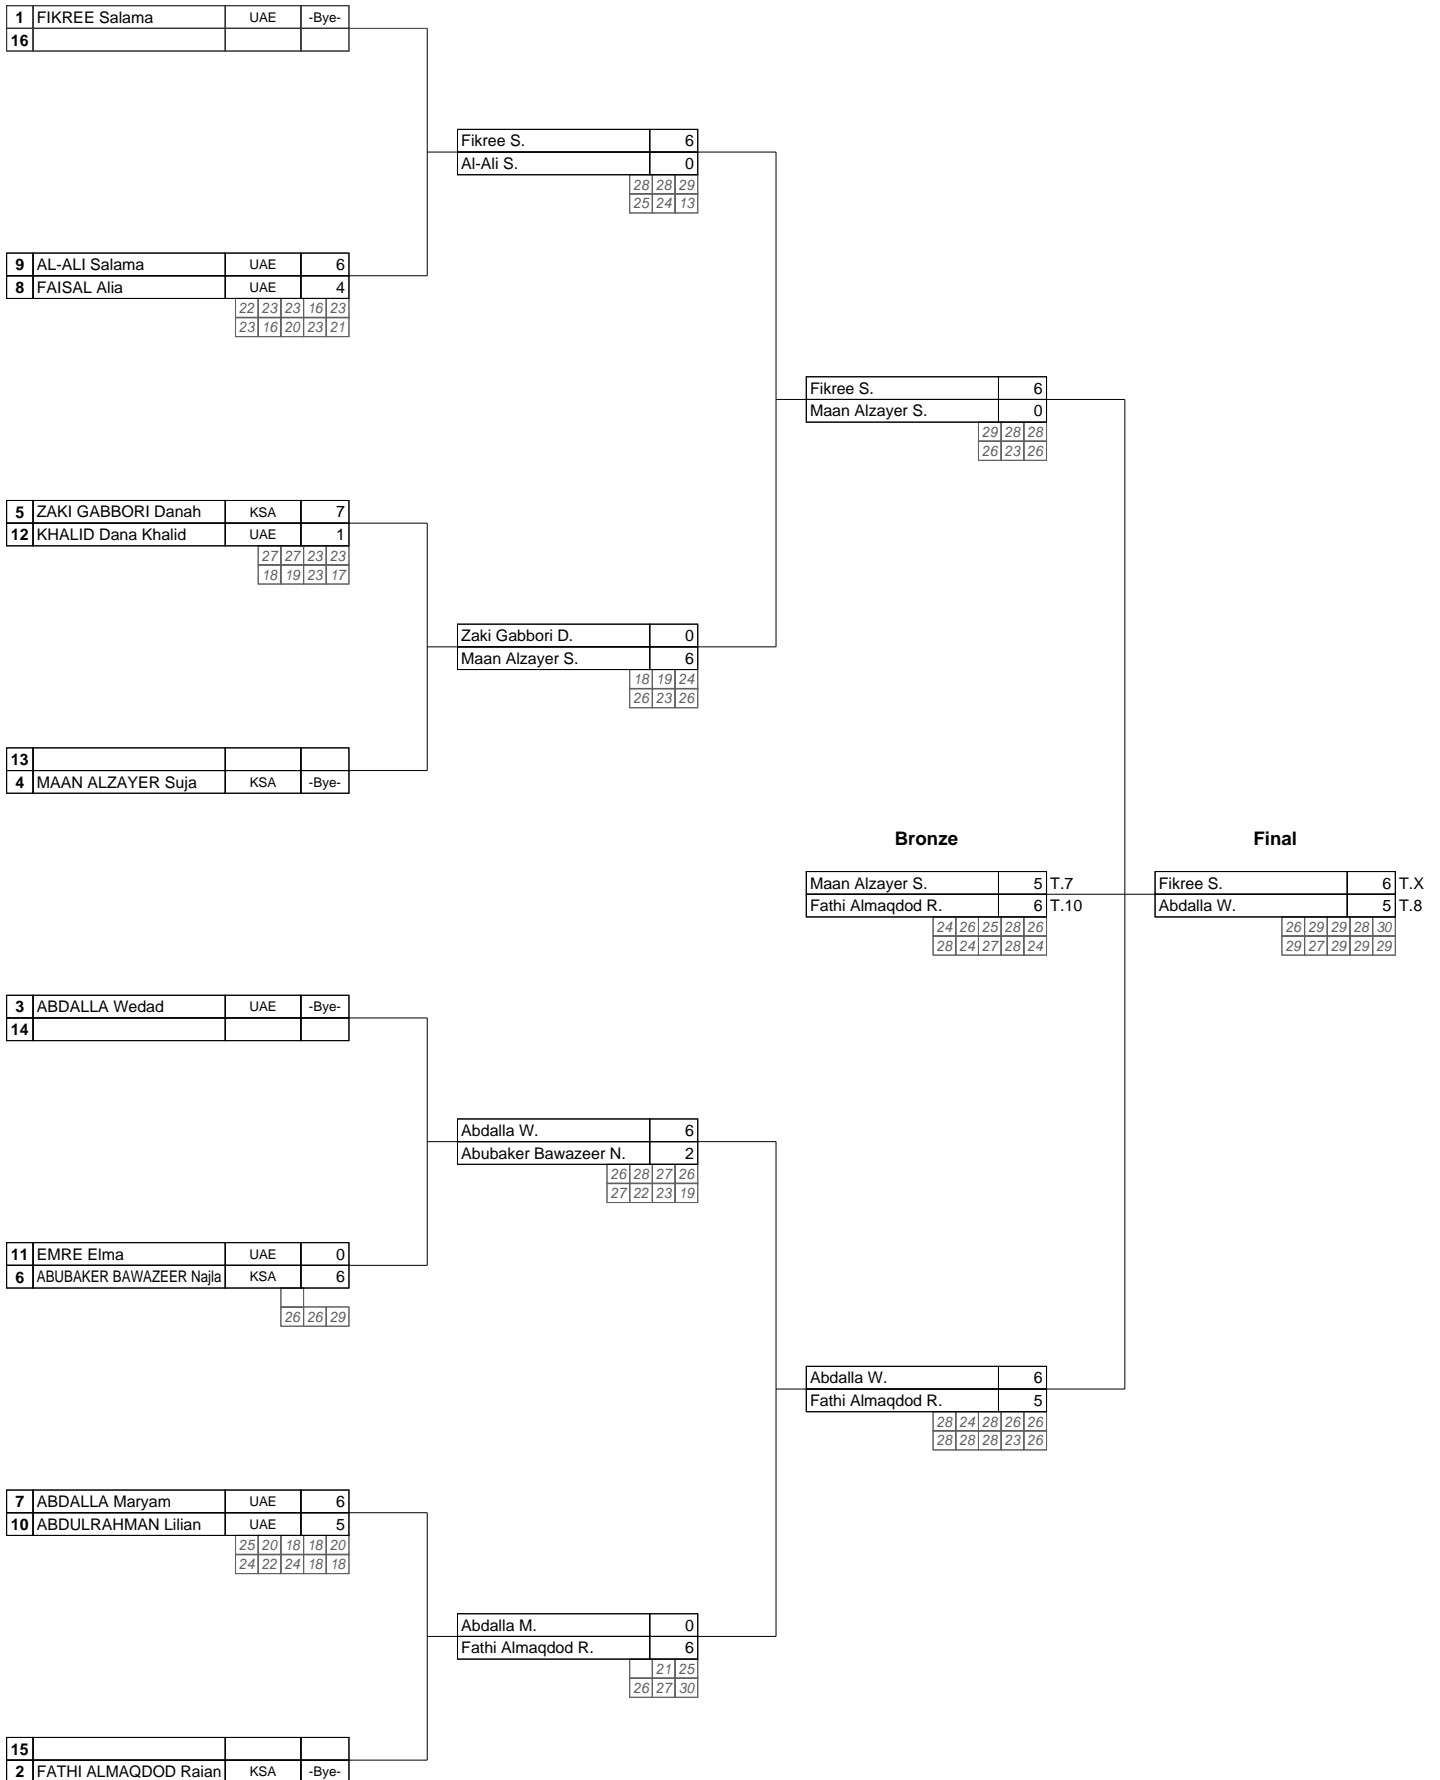 1 FIKREE Salama UAE -Bye-
16
Fikree S. 6
Al-Ali S. 0
28 28 29
25 24 13
9 AL-ALI Salama UAE 6
8 FAISAL Alia UAE 4
22 23 23 16 23
23 16 20 23 21
Fikree S. 6
Maan Alzayer S. 0
29 28 28
26 23 26
5 ZAKI GABBORI Danah KSA 7
12 KHALID Dana Khalid UAE 1
27 27 23 23
18 19 23 17
Zaki Gabbori D. 0
Maan Alzayer S. 6
18 19 24
26 23 26
13
4 MAAN ALZAYER Suja KSA -Bye-
Bronze
Maan Alzayer S. 5 T.7
Fathi Almaqdod R. 6 T.10
24 26 25 28 26
28 24 27 28 24
Final
Fikree S. 6 T.X
Abdalla W. 5 T.8
26 29 29 28 30
29 27 29 29 29
3 ABDALLA Wedad UAE -Bye-
14
Abdalla W. 6
Abubaker Bawazeer N. 2
26 28 27 26
27 22 23 19
11 EMRE Elma UAE 0
6 ABUBAKER BAWAZEER Najla KSA 6
26 26 29
Abdalla W. 6
Fathi Almaqdod R. 5
28 24 28 26 26
28 28 28 23 26
7 ABDALLA Maryam UAE 6
10 ABDULRAHMAN Lilian UAE 5
25 20 18 18 20
24 22 24 18 18
Abdalla M. 0
Fathi Almaqdod R. 6
21 25
26 27 30
15
2 FATHI ALMAQDOD Raian KSA -Bye-